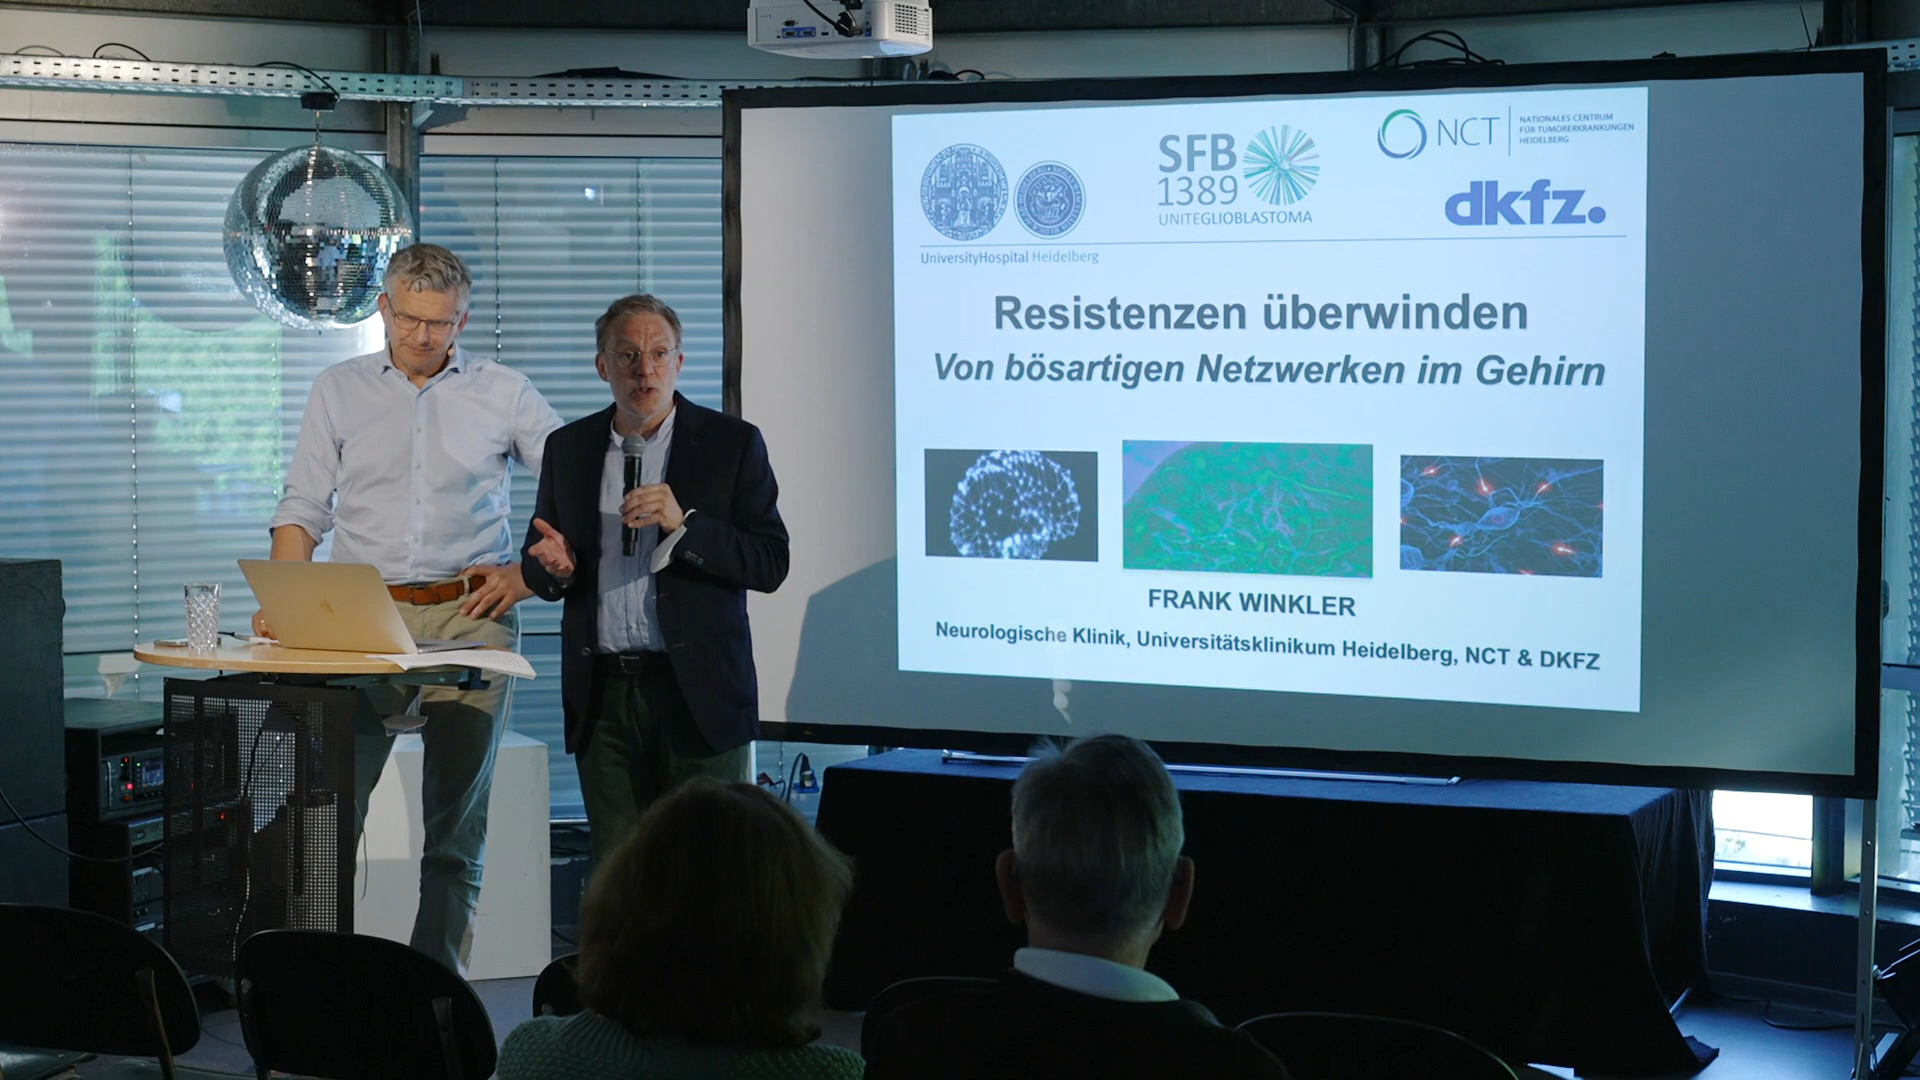 SFB
1389
UNITEGLIOBLASTOMA
NCT
NATIONALES CENTRUM
FÜR TUMORERKRANKUNGEN
HEIDELBERG
dkfz.
UniversityHospital Heidelberg
Resistenzen überwinden
Von bösartigen Netzwerken im Gehirn
FRANK WINKLER
Neurologische Klinik, Universitätsklinikum Heidelberg, NCT & DKFZ